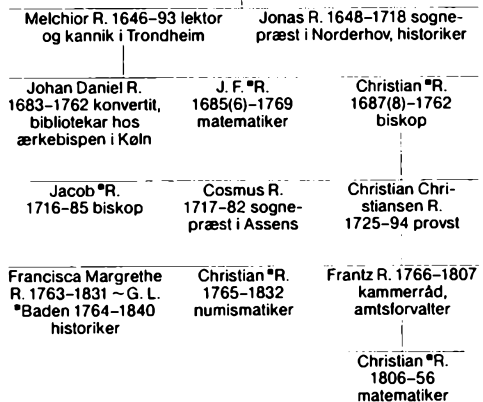 Melchior R. 1646–93 lektor
og kannik i Trondheim
Jonas R. 1648–1718 sogne-
præst i Norderhov, historiker
Johan Daniel R.
1683–1762 konvertit,
bibliotekar hos
ærkebispen i Køln
J. F. *R.
1685(6)–1769
matematiker
Christian *R.
1687(8)–1762
biskop
Jacob *R.
1716–85 biskop
Cosmus R.
1717–82 sogne-
præst i Assens
Christian Chri-
stiansen R.
1725–94 provst
Francisca Margrethe
R. 1763–1831 ~ G. L.
*Baden 1764–1840
historiker
Christian *R.
1765–1832
numismatiker
Frantz R. 1766–1807
kammerråd,
amtsforvalter
Christian *R.
1806–56
matematiker